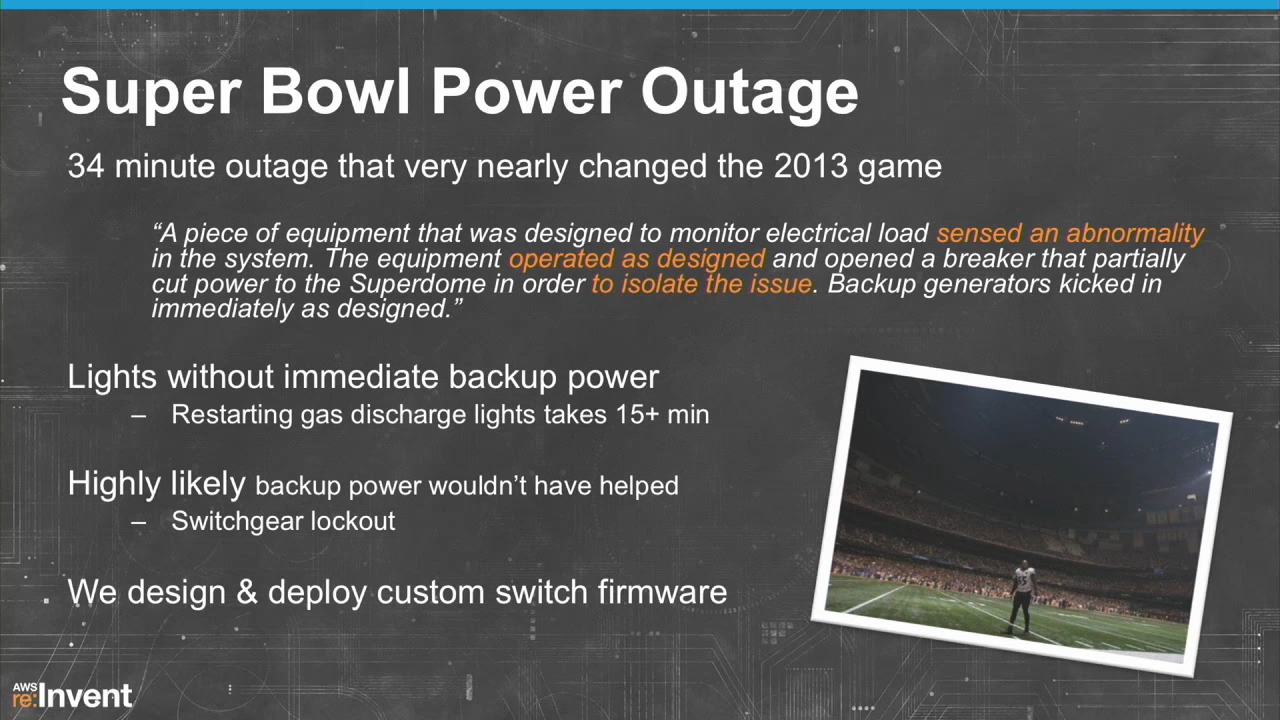 Super Bowl Power Outage
34 minute outage that very nearly changed the 2013 game
“A piece of equipment that was designed to monitor electrical load sensed an abnormality
in the system. The equipment operated as designed and opened a breaker that partially
cut power to the Superdome in order to isolate the issue. Backup generators kicked in
immediately as designed.”
Lights without immediate backup power
– Restarting gas discharge lights takes 15+ min
Highly likely backup power wouldn’t have helped
– Switchgear lockout
We design & deploy custom switch firmware
AWS
re:Invent